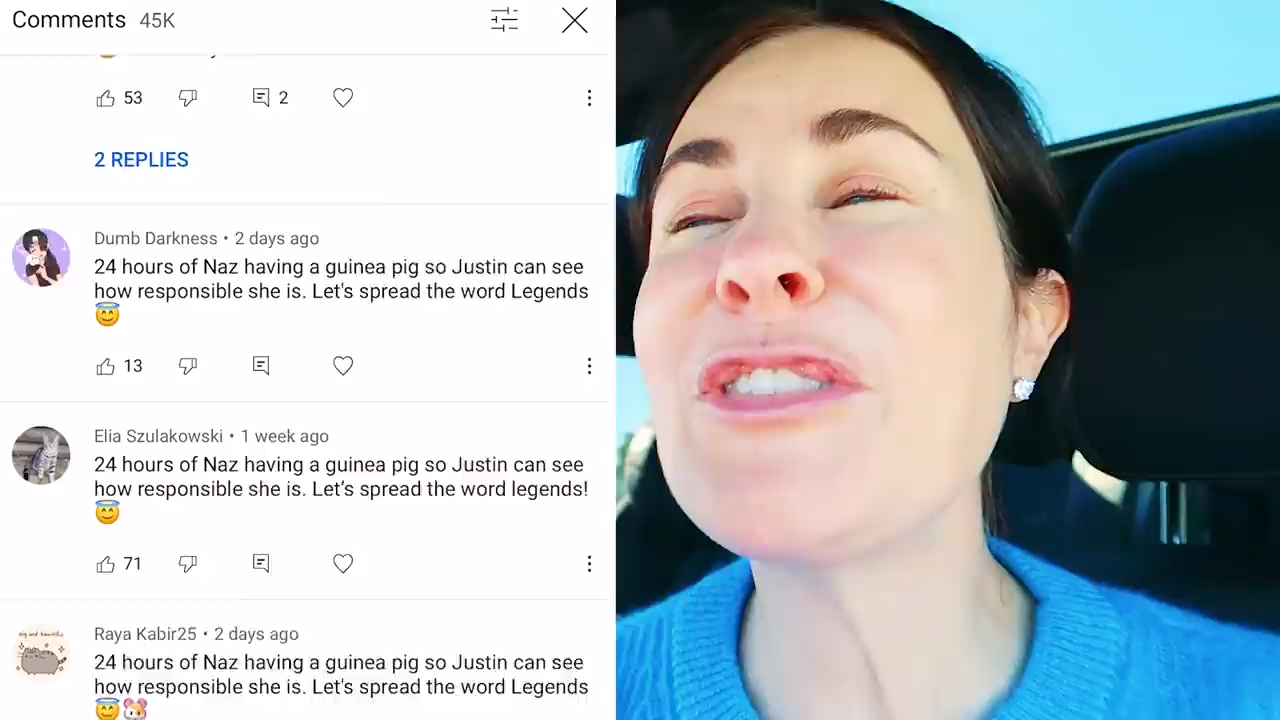 Comments 45K
53
2
2 REPLIES
Dumb Darkness • 2 days ago
24 hours of Naz having a guinea pig so Justin can see
how responsible she is. Let's spread the word Legends
😇
13
Elia Szulakowski • 1 week ago
24 hours of Naz having a guinea pig so Justin can see
how responsible she is. Let’s spread the word legends!
😇
71
Raya Kabir25 • 2 days ago
24 hours of Naz having a guinea pig so Justin can see
how responsible she is. Let's spread the word Legends
😇🐹